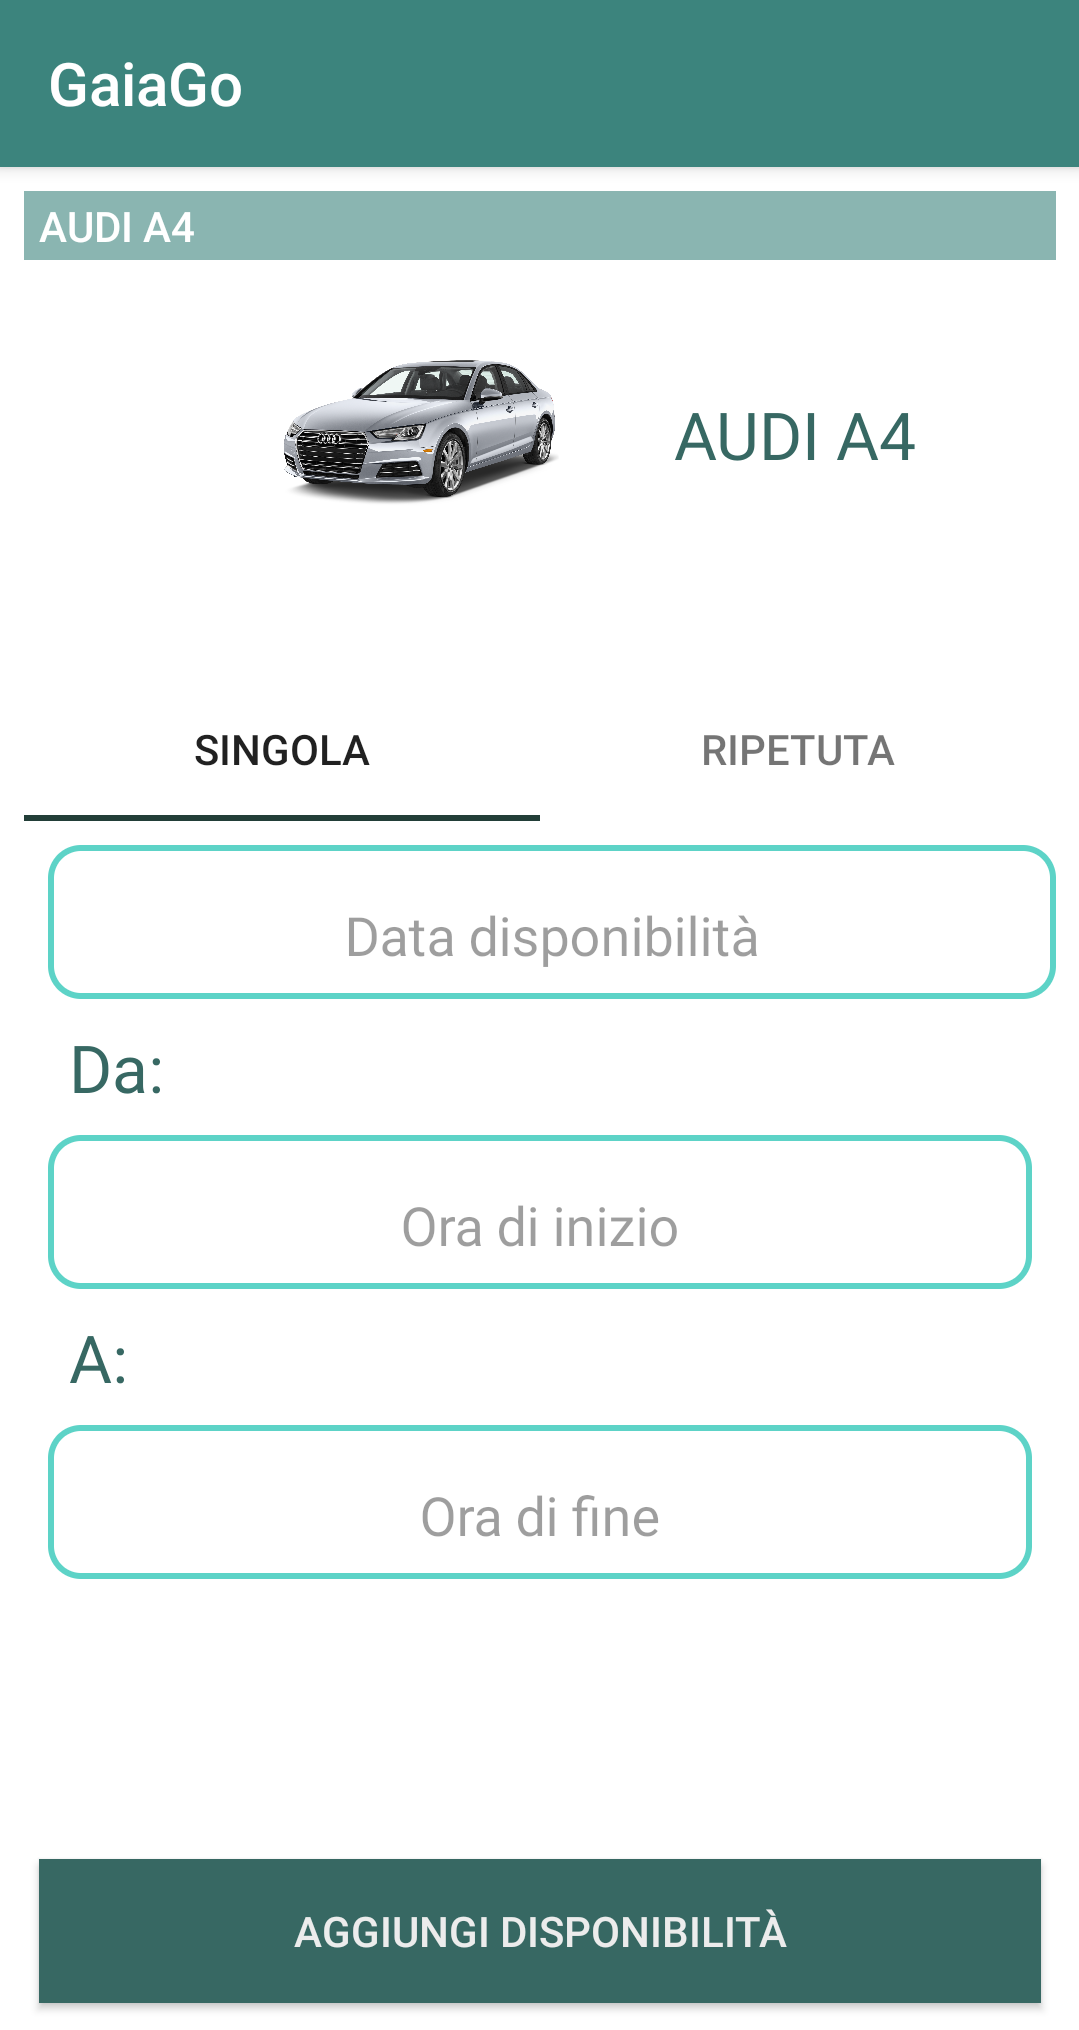 GaiaGo
AUDI A4
AUDI A4
SINGOLA
RIPETUTA
Data disponibilità
Da:
Ora di inizio
A:
Ora di fine
AGGIUNGI DISPONIBILITÀ